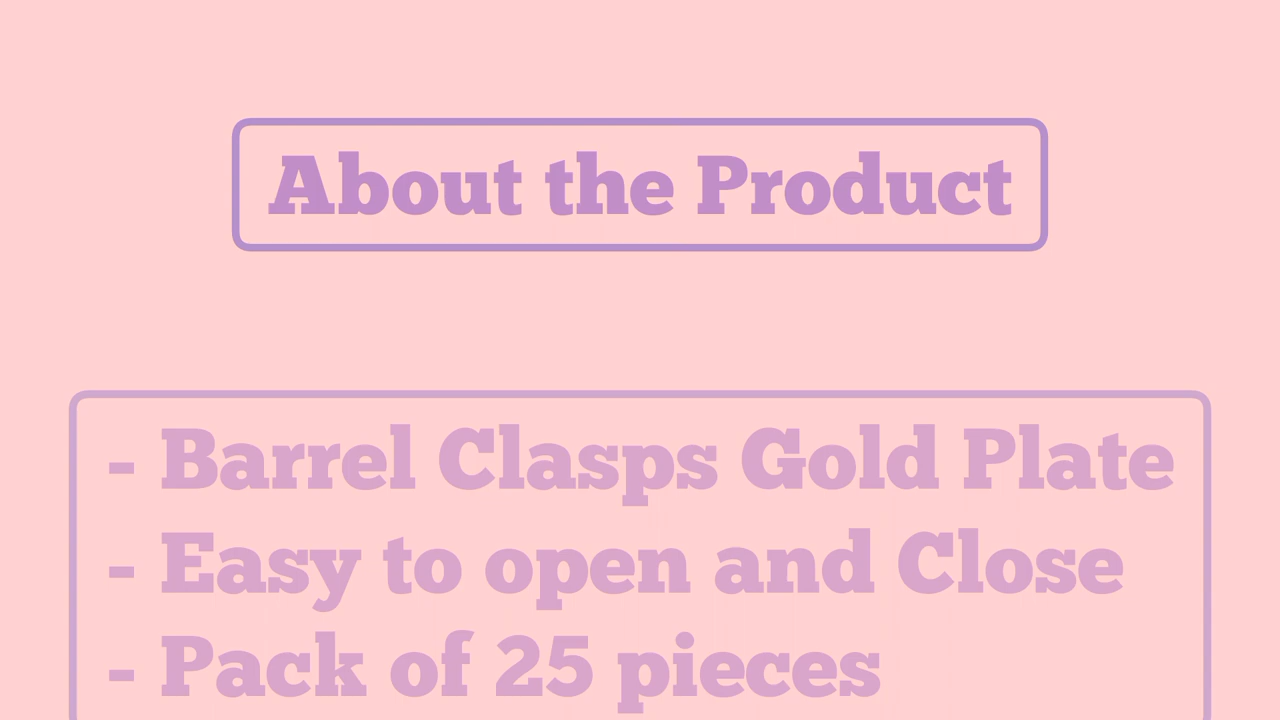 About the Product
- Barrel Clasps Gold Plate
- Easy to open and Close
- Pack of 25 pieces